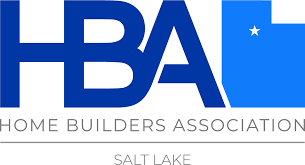 HBA
HOME BUILDERS ASSOCIATION
SALT LAKE